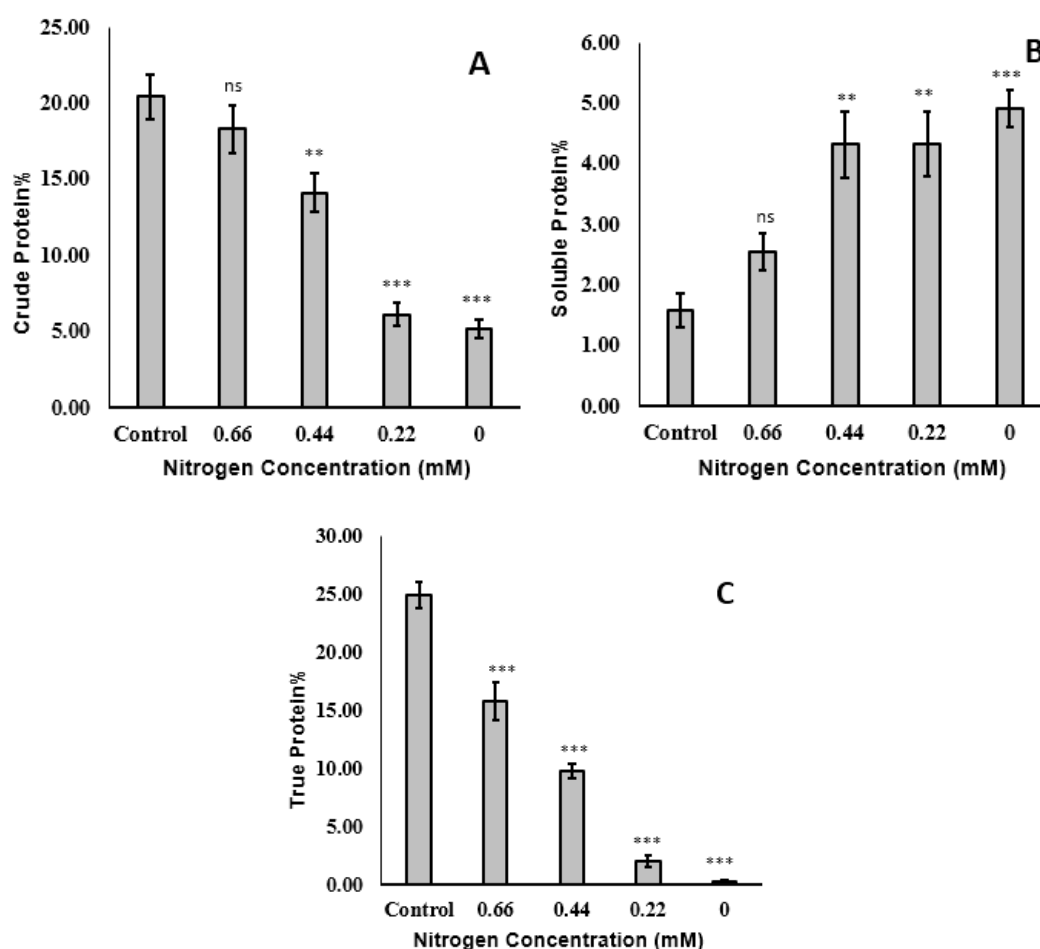 A
Crude Protein%
25.00
20.00
15.00
10.00
5.00
0.00
ns
**
***
***
Control 0.66 0.44 0.22 0
Nitrogen Concentration (mM)
B
Soluble Protein%
6.00
5.00
4.00
3.00
2.00
1.00
0.00
ns
**
**
***
Control 0.66 0.44 0.22 0
Nitrogen Concentration (mM)
C
True Protein%
30.00
25.00
20.00
15.00
10.00
5.00
0.00
***
***
***
***
Control 0.66 0.44 0.22 0
Nitrogen Concentration (mM)